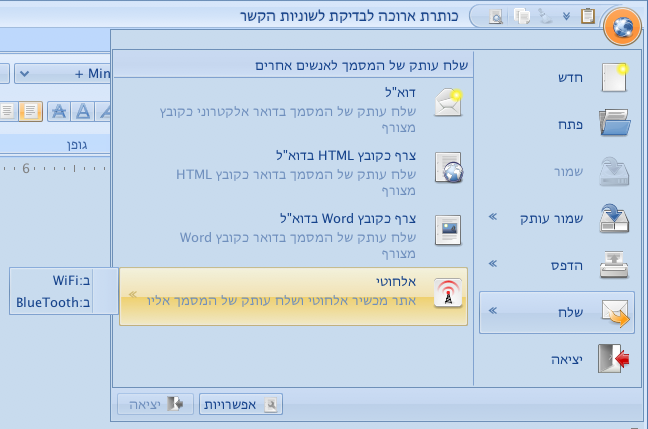 כותרת ארוכה לבדיקת לשוניות הקשר
+ Min
גופן
6
חדש
פתח
שמור
שמור עותק
הדפס
שלח
יציאה
שלח עותק של המסמך לאנשים אחרים
דוא"ל
שלח עותק של המסמך בדואר אלקטרוני כקובץ
מצורף
צרף כקובץ HTML בדוא"ל
שלח עותק של המסמך בדואר כקובץ HTML
מצורף
צרף כקובץ Word בדוא"ל
שלח עותק של המסמך בדואר כקובץ Word
מצורף
אלחוטי
אתר מכשיר אלחוטי ושלח עותק של המסמך אליו
ב:WiFi
ב:BlueTooth
אפשרויות
יציאה